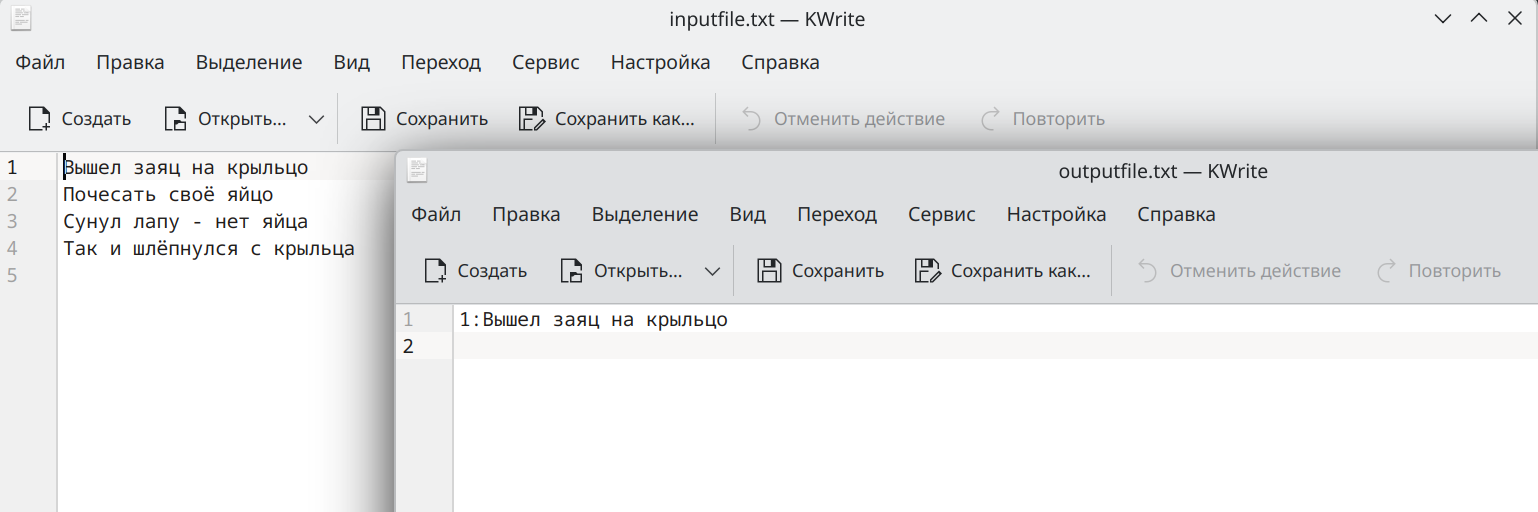 inputfile.txt — KWrite
Файл Правка Выделение Вид Переход Сервис Настройка Справка
Создать Открыть... Сохранить Сохранить как... Отменить действие Повторить
1 Вышел заяц на крыльцо
2 Почесать своё яйцо
3 Сунул лапу - нет яйца
4 Так и шлёпнулся с крыльца
5
outputfile.txt — KWrite
Файл Правка Выделение Вид Переход Сервис Настройка Справка
Создать Открыть... Сохранить Сохранить как... Отменить действие Повторить
1 1:Вышел заяц на крыльцо
2